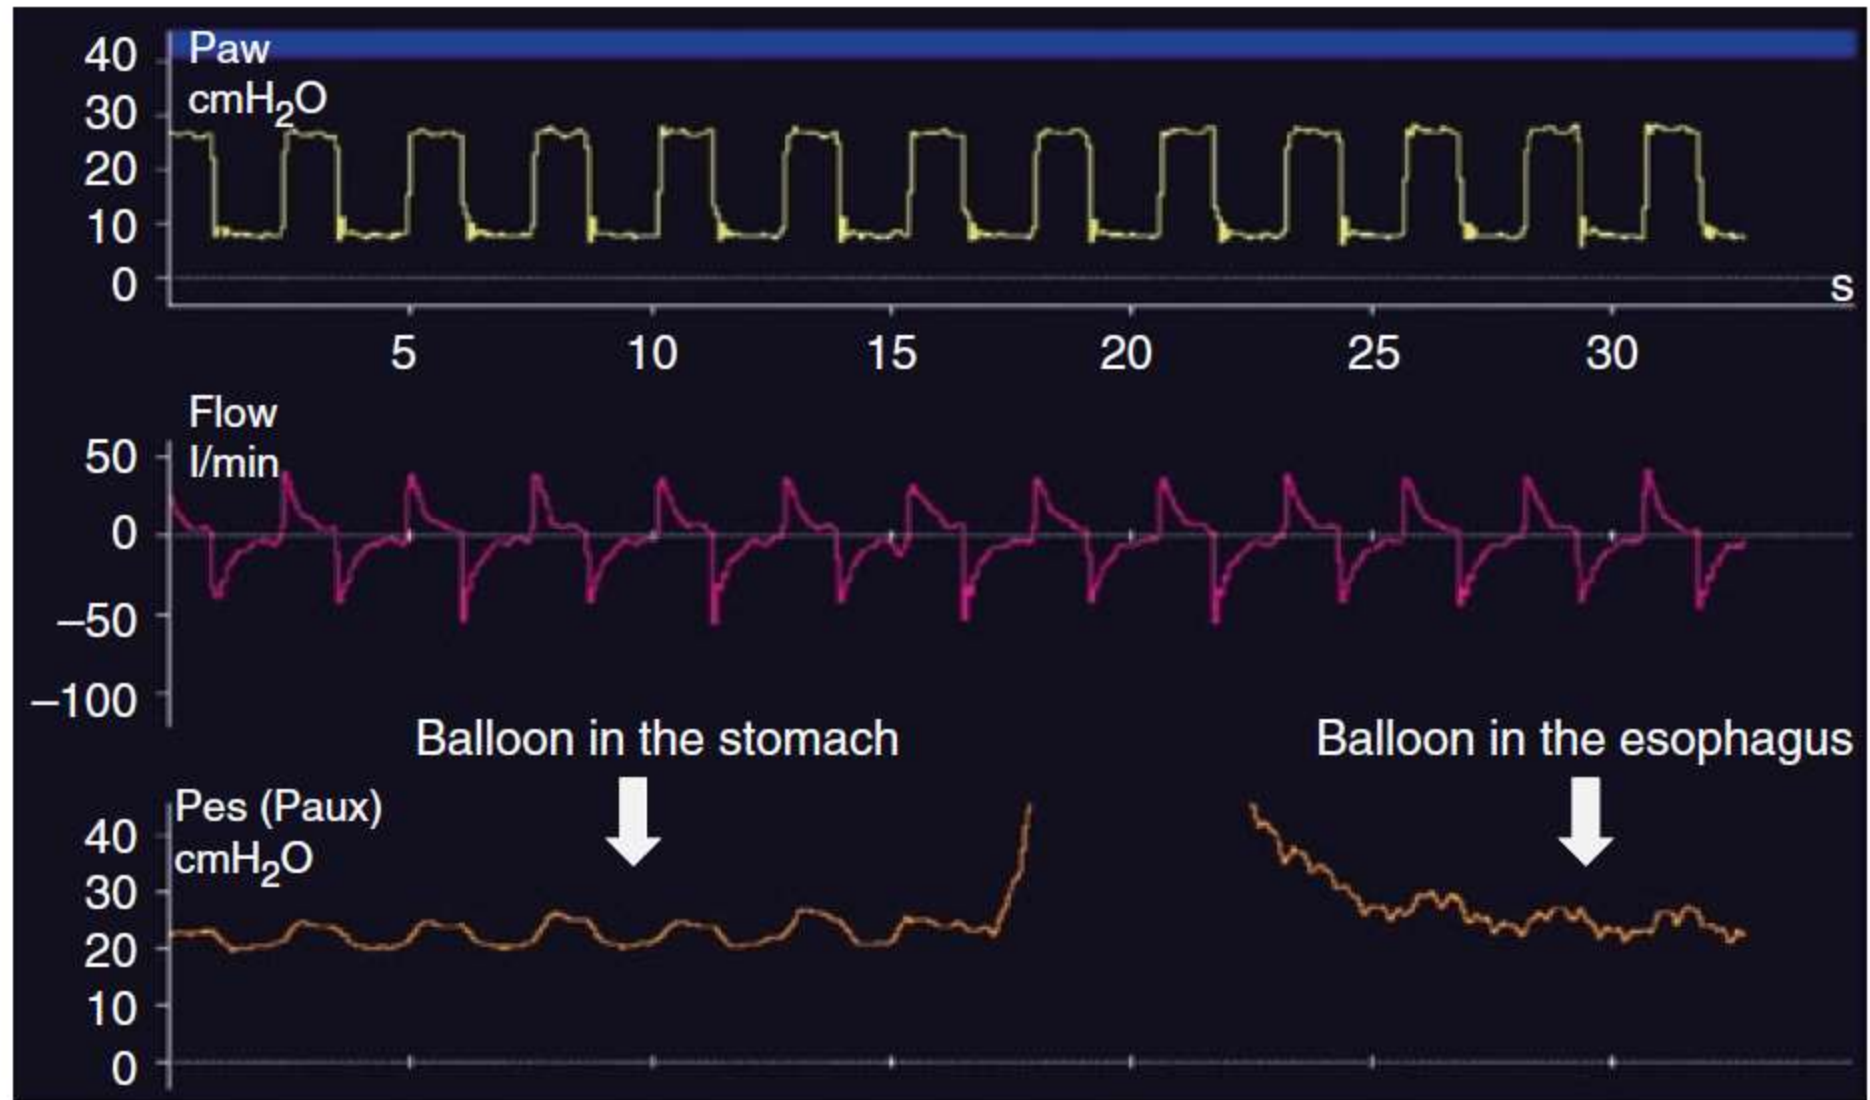 Paw
cmH₂O
40
30
20
10
0
s
5 10 15 20 25 30
Flow
l/min
50
0
–50
–100
Balloon in the stomach
Balloon in the esophagus
Pes (Paux)
cmH₂O
40
30
20
10
0